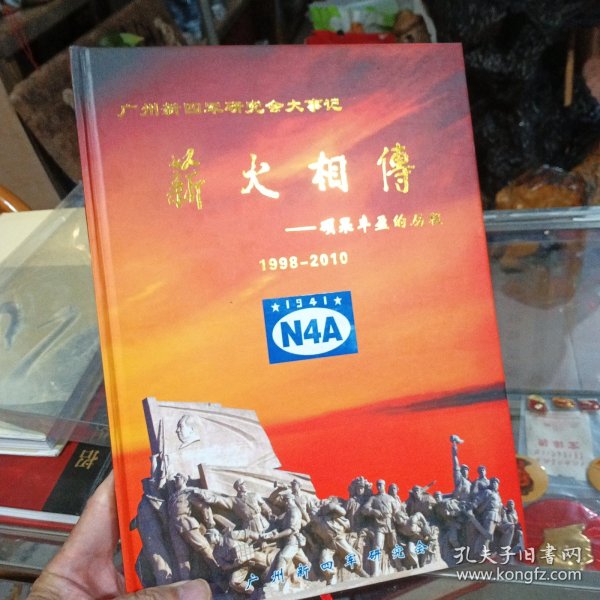 广州新四军研究会大事记
薪火相傳
——硕果丰盈的历程
1998-2010
★1941★
N4A
广州新四军研究会
招
孔夫子旧书网
www.kongfz.com